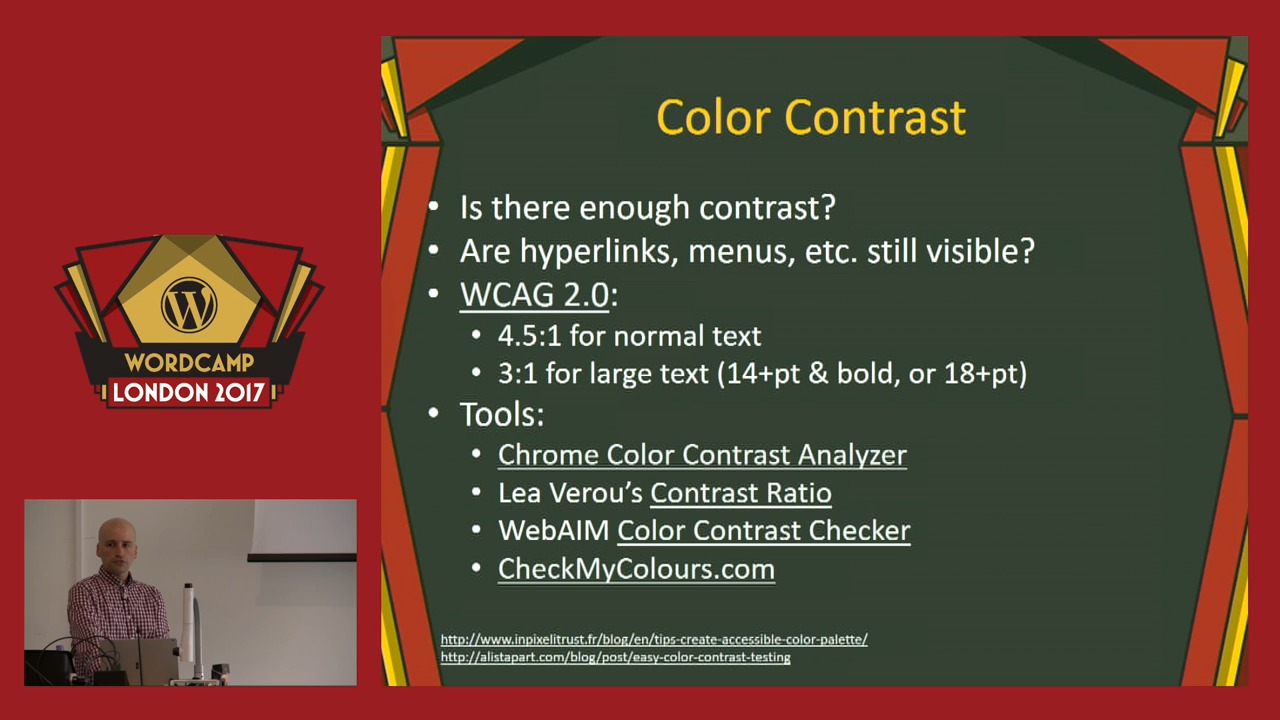 WORDCAMP
LONDON 2017
Color Contrast
• Is there enough contrast?
• Are hyperlinks, menus, etc. still visible?
• WCAG 2.0:
• 4.5:1 for normal text
• 3:1 for large text (14+pt & bold, or 18+pt)
• Tools:
• Chrome Color Contrast Analyzer
• Lea Verou’s Contrast Ratio
• WebAIM Color Contrast Checker
• CheckMyColours.com
http://www.inpixelitrust.fr/blog/en/tips-create-accessible-color-palette/
http://alistapart.com/blog/post/easy-color-contrast-testing